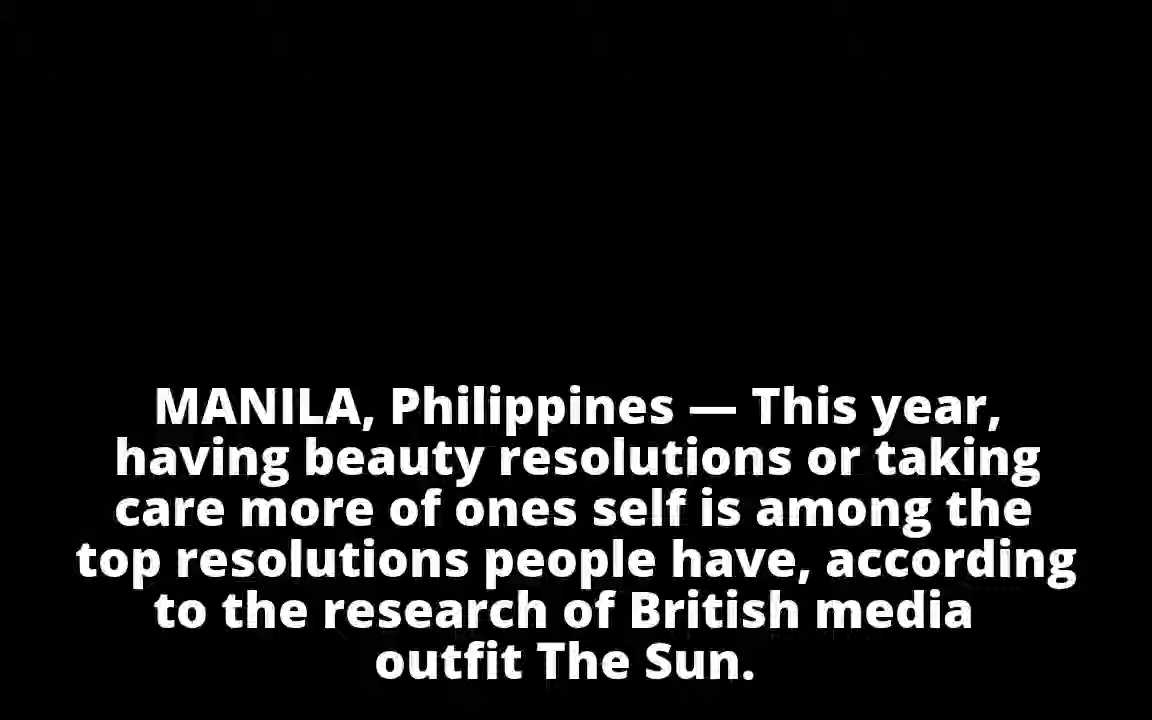 MANILA, Philippines — This year,
having beauty resolutions or taking
care more of ones self is among the
top resolutions people have, according
to the research of British media
outfit The Sun.